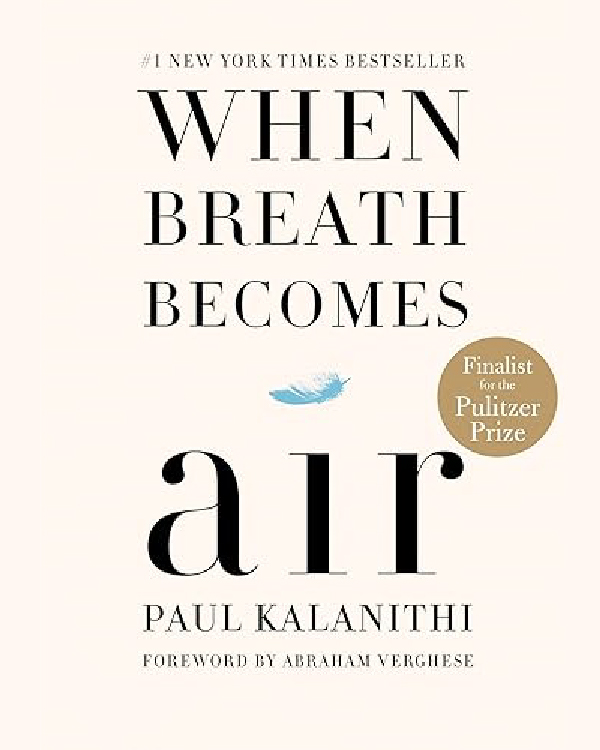 #1 NEW YORK TIMES BESTSELLER
WHEN
BREATH
BECOMES
Finalist
for the
Pulitzer
Prize
aır
PAUL KALANITHI
FOREWORD BY ABRAHAM VERGHESE